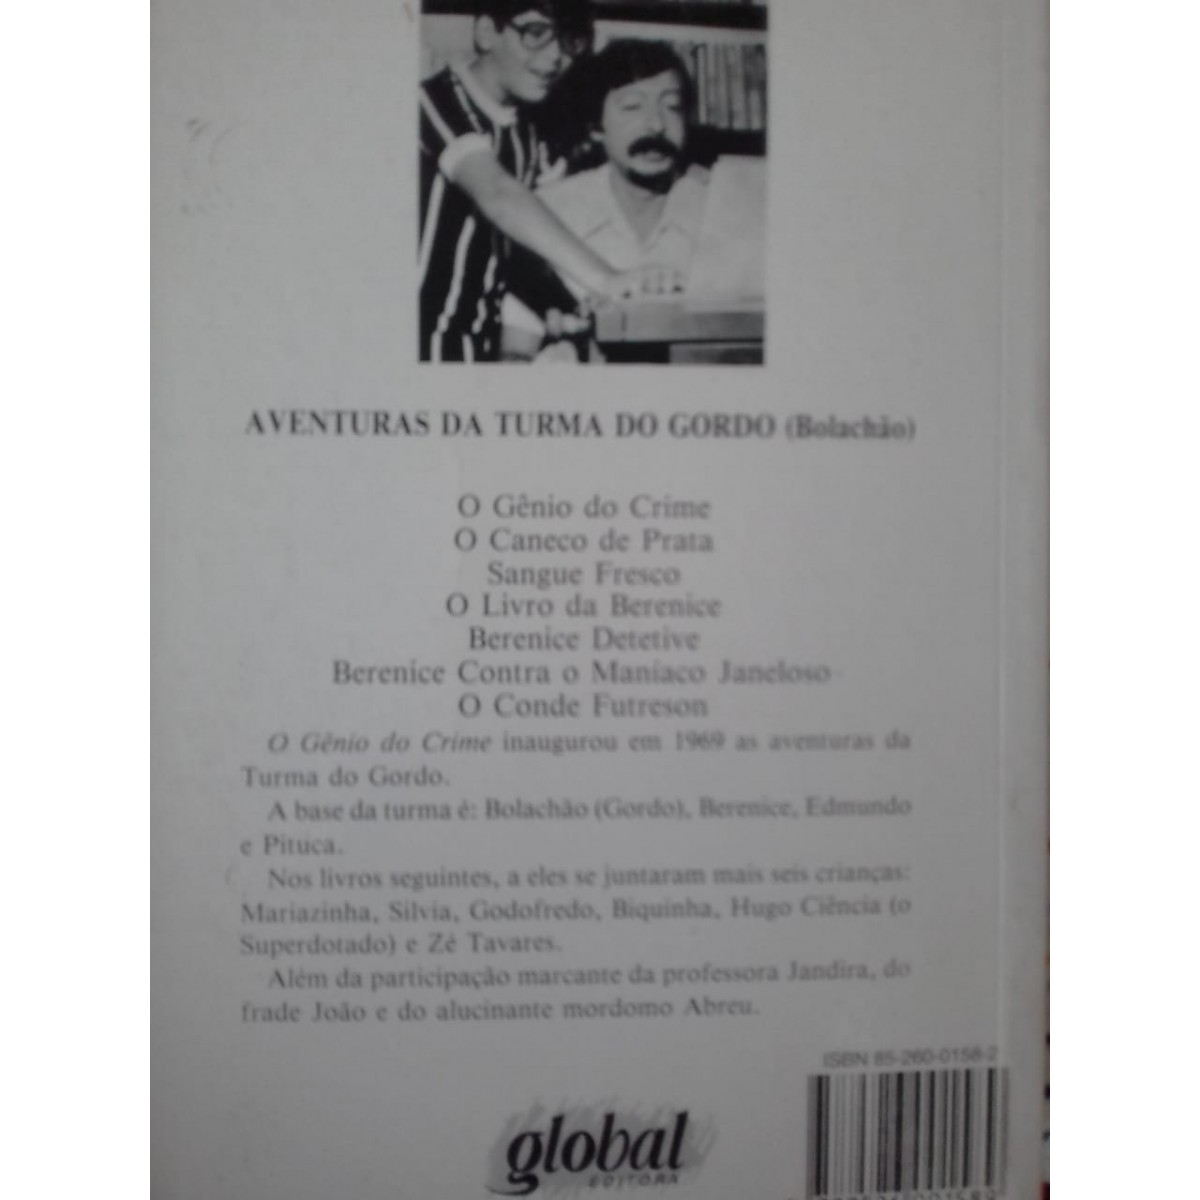 AVENTURAS DA TURMA DO GORDO (Bolachão)
O Gênio do Crime
O Caneco de Prata
Sangue Fresco
O Livro da Berenice
Berenice Detetive
Berenice Contra o Maníaco Janeloso
O Conde Futreson
O Gênio do Crime inaugurou em 1969 as aventuras da
Turma do Gordo.
A base da turma é: Bolachão (Gordo), Berenice, Edmundo
e Pituca.
Nos livros seguintes, a eles se juntaram mais seis crianças:
Mariazinha, Silvia, Godofredo, Biquinha, Hugo Ciência (o
Superdotado) e Zé Tavares.
Além da participação marcante da professora Jandira, do
frade João e do alucinante mordomo Abreu.
ISBN 85-260-0158-2
global
EDITORA